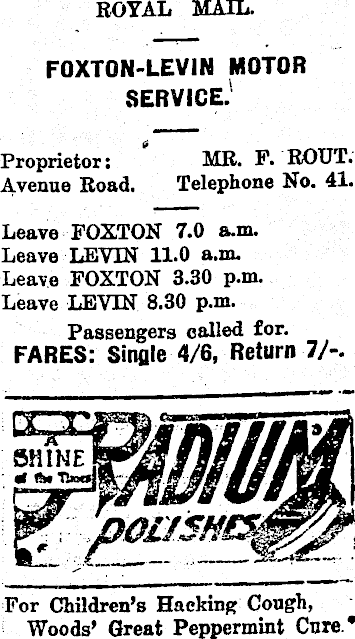 ROYAL MAIL.
FOXTON-LEVIN MOTOR
SERVICE.
Proprietor: MR. F. ROUT.
Avenue Road. Telephone No. 41.
Leave FOXTON 7.0 a.m.
Leave LEVIN 11.0 a.m.
Leave FOXTON 3.30 p.m.
Leave LEVIN 8.30 p.m.
Passengers called for.
FARES: Single 4/6, Return 7/-.
A
SHINE
of the Times
RADIUM
POLISHES
For Children's Hacking Cough,
Woods' Great Peppermint Cure.